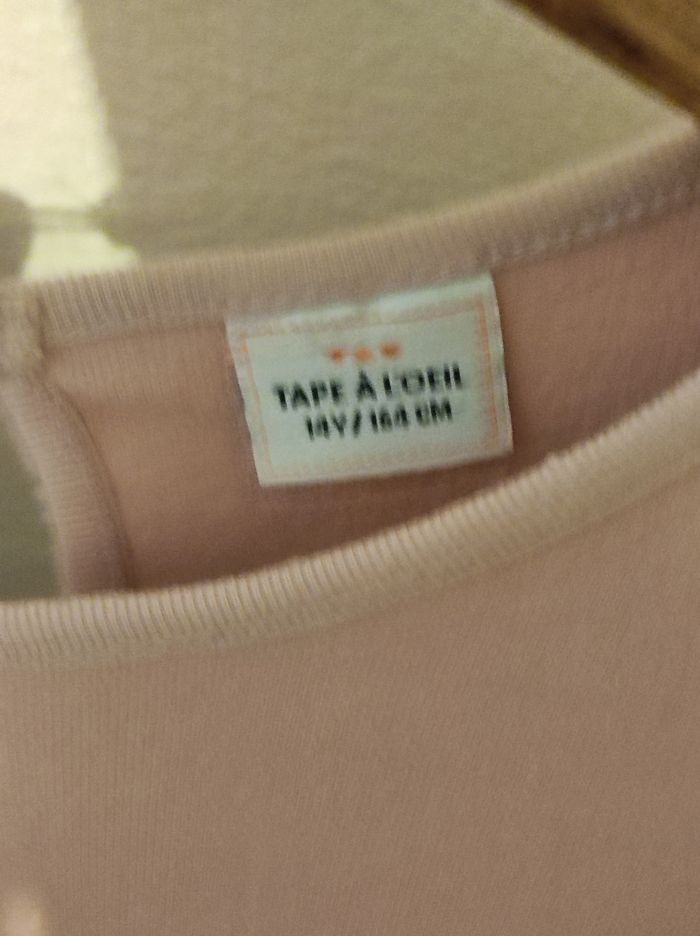 TAPE À L'OEIL
14Y/164 CM